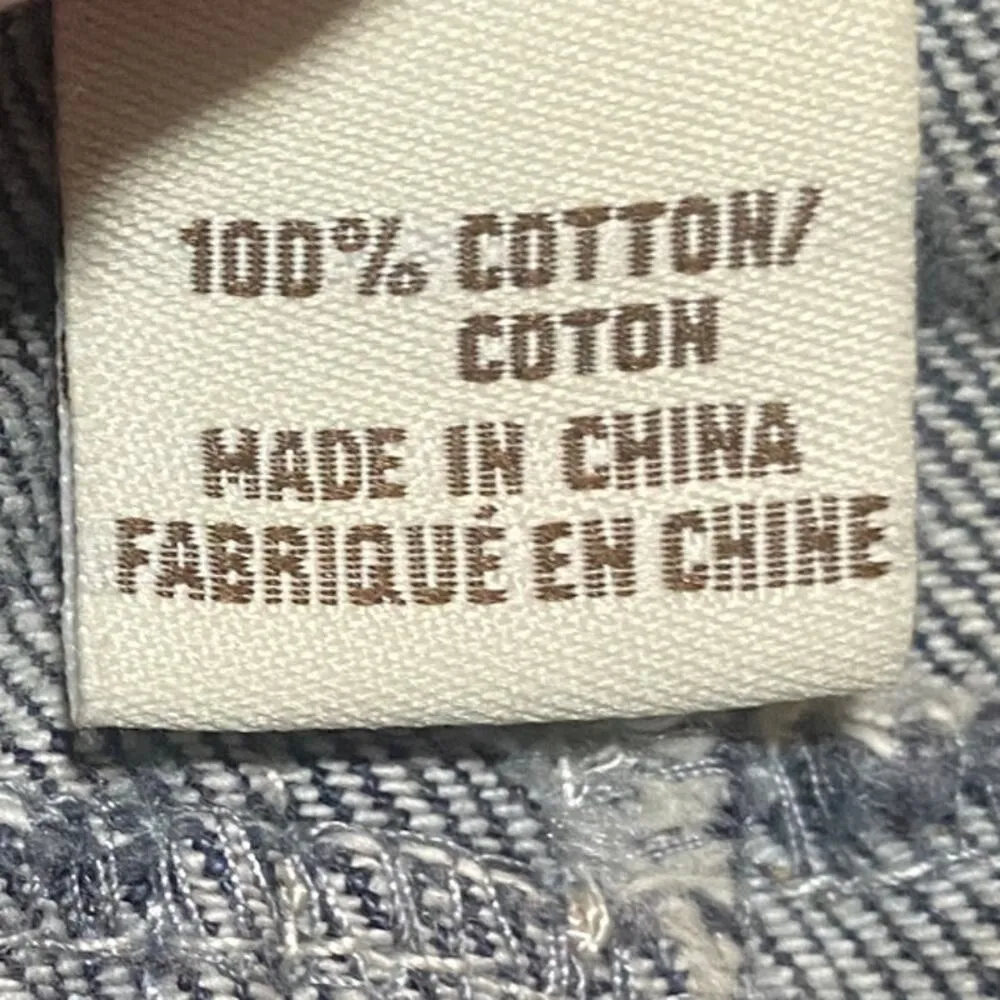 100% COTTON/
COTON
MADE IN CHINA
FABRIQUÉ EN CHINE